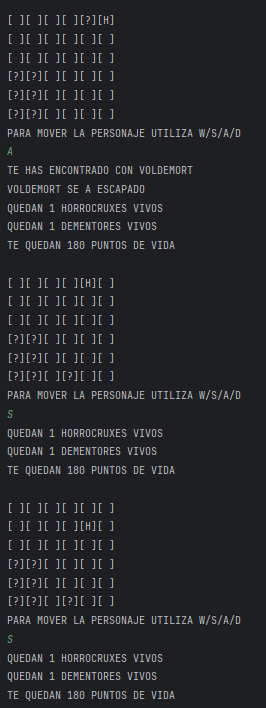 [ ][ ][ ][ ][?][H]
[ ][ ][ ][ ][ ][ ]
[ ][ ][ ][ ][ ][ ]
[?][?][ ][ ][ ][ ]
[?][?][ ][ ][ ][ ]
[?][?][ ][ ][ ][ ]
PARA MOVER LA PERSONAJE UTILIZA W/S/A/D
A
TE HAS ENCONTRADO CON VOLDEMORT
VOLDEMORT SE A ESCAPADO
QUEDAN 1 HORROCRUXES VIVOS
QUEDAN 1 DEMENTORES VIVOS
TE QUEDAN 180 PUNTOS DE VIDA
[ ][ ][ ][ ][H][ ]
[ ][ ][ ][ ][ ][ ]
[ ][ ][ ][ ][ ][ ]
[?][?][ ][ ][ ][ ]
[?][?][ ][ ][ ][ ]
[?][?][ ][?][ ][ ]
PARA MOVER LA PERSONAJE UTILIZA W/S/A/D
S
QUEDAN 1 HORROCRUXES VIVOS
QUEDAN 1 DEMENTORES VIVOS
TE QUEDAN 180 PUNTOS DE VIDA
[ ][ ][ ][ ][ ][ ]
[ ][ ][ ][ ][H][ ]
[ ][ ][ ][ ][ ][ ]
[?][?][ ][ ][ ][ ]
[?][?][ ][ ][ ][ ]
[?][?][ ][?][ ][ ]
PARA MOVER LA PERSONAJE UTILIZA W/S/A/D
S
QUEDAN 1 HORROCRUXES VIVOS
QUEDAN 1 DEMENTORES VIVOS
TE QUEDAN 180 PUNTOS DE VIDA